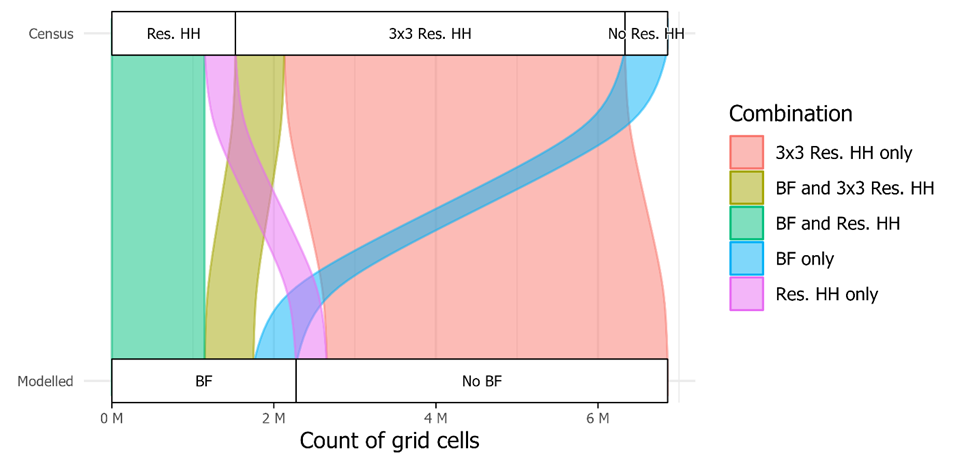 Census
Res. HH
3x3 Res. HH
No Res. HH
Combination
3x3 Res. HH only
BF and 3x3 Res. HH
BF and Res. HH
BF only
Res. HH only
Modelled
BF
No BF
0 M
2 M
4 M
6 M
Count of grid cells